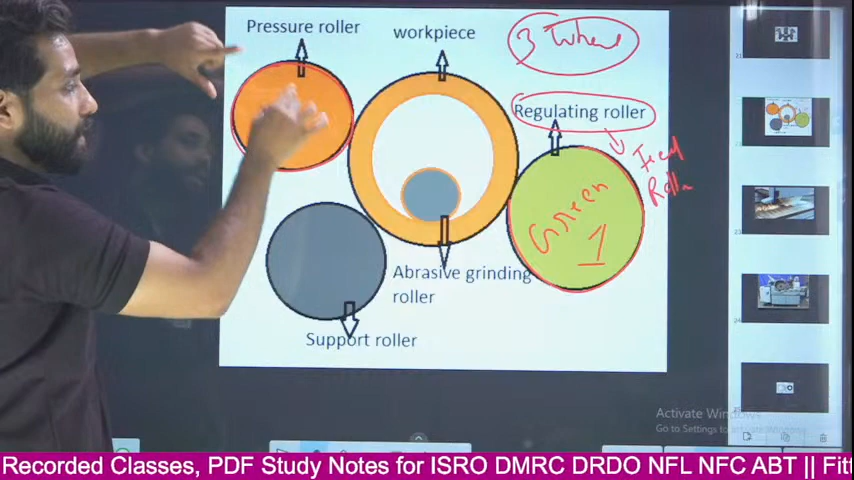 Pressure roller
workpiece
3 Wheel
Regulating roller
Feed
Roller
Green
1
Abrasive grinding
roller
Support roller
Activate Windows
Go to Settings to activate Windows.
Recorded Classes, PDF Study Notes for ISRO DMRC DRDO NFL NFC ABT || Fitt